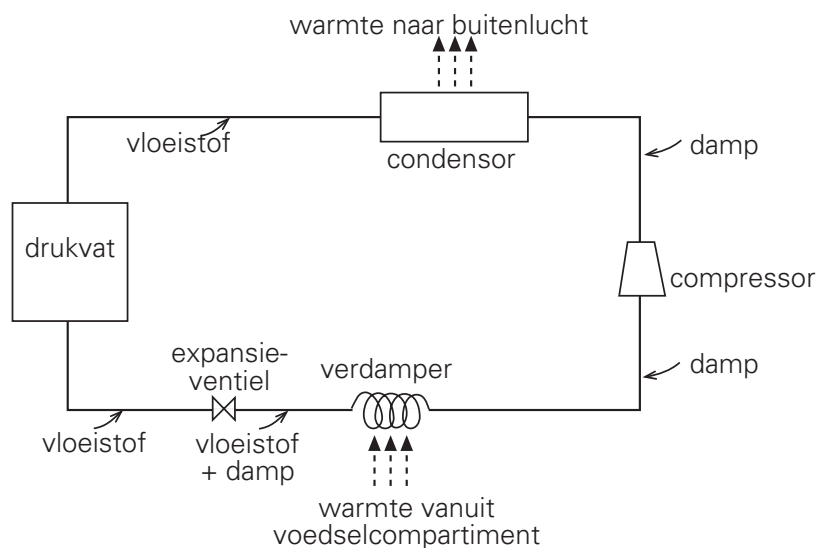 warmte naar buitenlucht
vloeistof
condensor
damp
drukvat
compressor
expansie-
ventiel
verdamper
damp
vloeistof
vloeistof
+ damp
warmte vanuit
voedselcompartiment